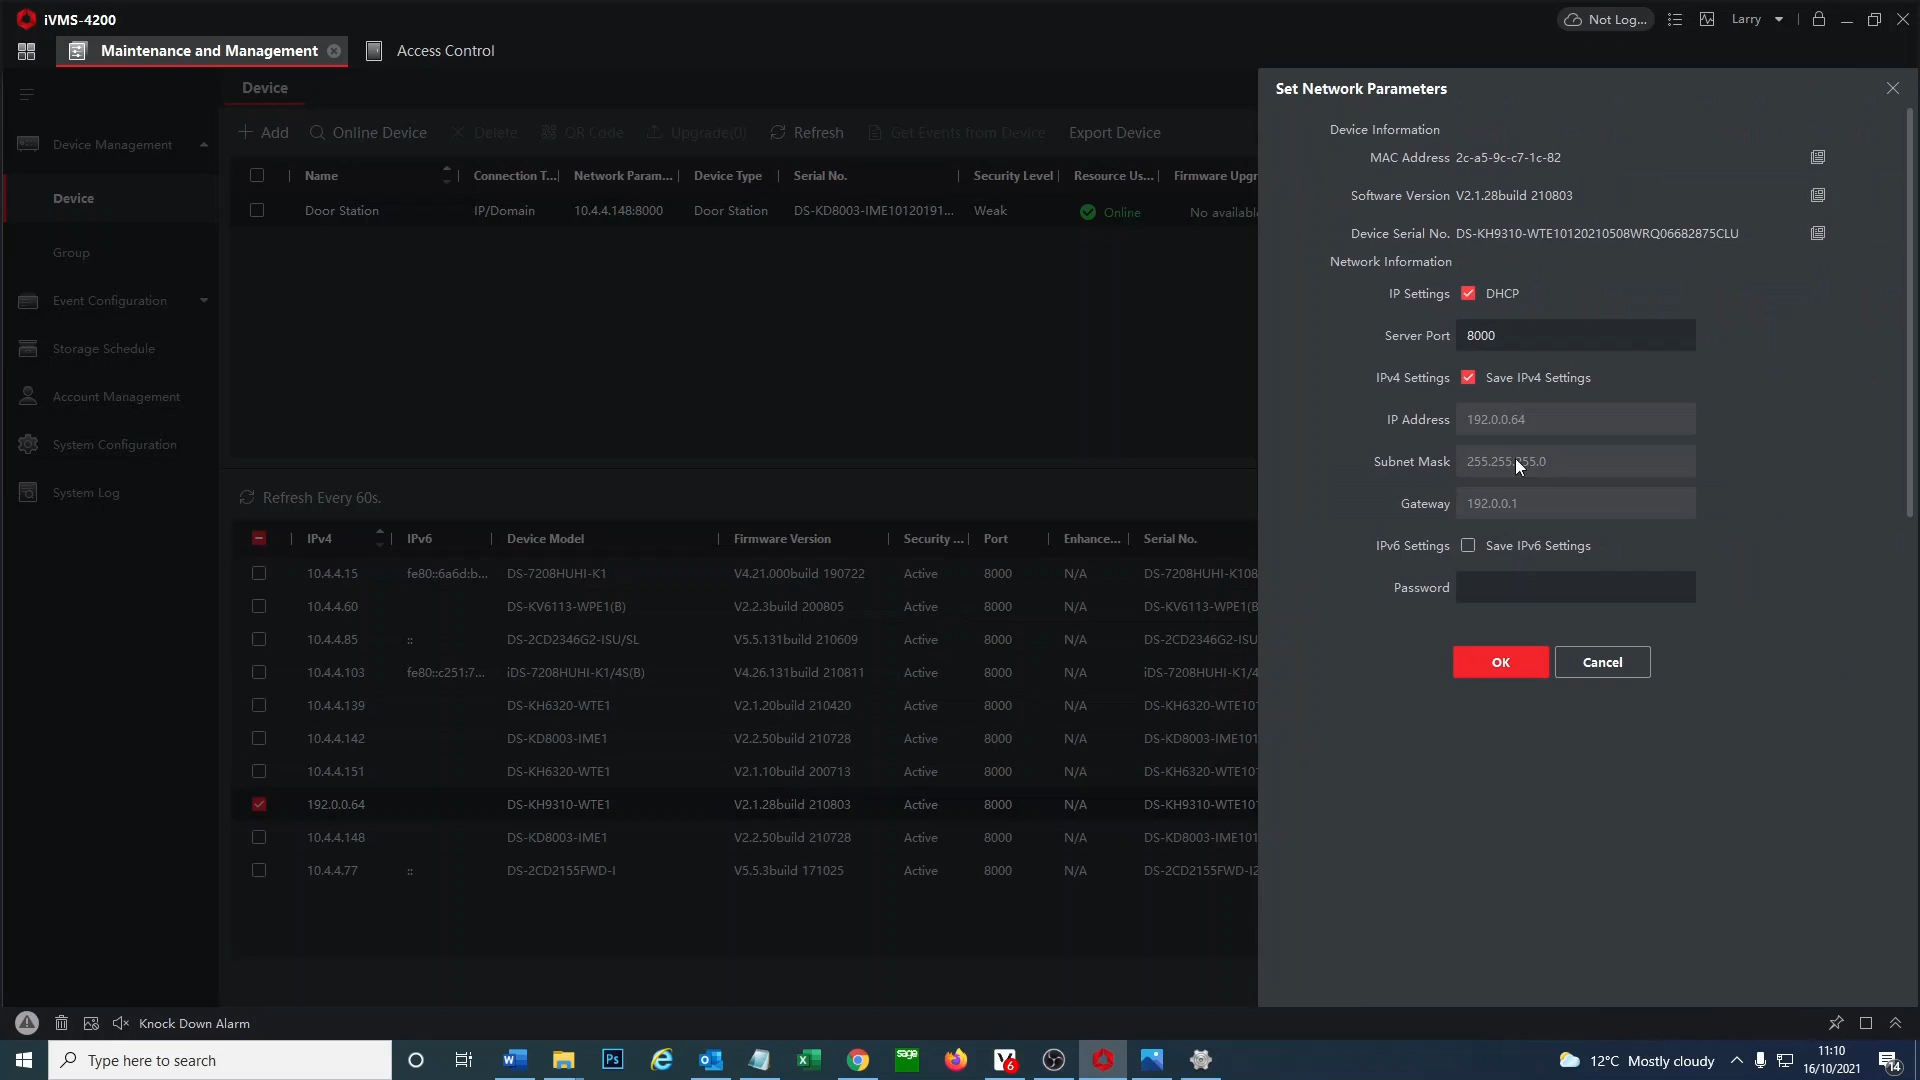 iVMS-4200
Not Log...
Larry
Maintenance and Management
Access Control
Device
Set Network Parameters
Device Information
MAC Address 2c-a5-9c-c7-1c-82
Software Version V2.1.28build 210803
Device Serial No. DS-KH9310-WTE10120210508WRQ06682875CLU
Network Information
IP Settings DHCP
Server Port 8000
IPv4 Settings Save IPv4 Settings
IP Address 192.0.0.64
Subnet Mask 255.255.255.0
Gateway 192.0.0.1
IPv6 Settings Save IPv6 Settings
Password
OK Cancel
Device Management
Device
Group
Event Configuration
Storage Schedule
Account Management
System Configuration
System Log
Add Online Device Delete QR Code Upgrade(0) Refresh Get Events from Device Export Device
Name Connection T... Network Param... Device Type Serial No. Security Level Resource Us... Firmware Upgr
Door Station IP/Domain 10.4.4.148:8000 Door Station DS-KD8003-IME10120191... Weak Online No availabl
Refresh Every 60s.
IPv4 IPv6 Device Model Firmware Version Security ... Port Enhance... Serial No.
10.4.4.15 fe80::6a6d:b... DS-7208HUHI-K1 V4.21.000build 190722 Active 8000 N/A DS-7208HUHI-K108
10.4.4.60 DS-KV6113-WPE1(B) V2.2.3build 200805 Active 8000 N/A DS-KV6113-WPE1(B
10.4.4.85 :: DS-2CD2346G2-ISU/SL V5.5.131build 210609 Active 8000 N/A DS-2CD2346G2-ISU
10.4.4.103 fe80::c251:7... iDS-7208HUHI-K1/4S(B) V4.26.131build 210811 Active 8000 N/A iDS-7208HUHI-K1/4
10.4.4.139 DS-KH6320-WTE1 V2.1.20build 210420 Active 8000 N/A DS-KH6320-WTE10
10.4.4.142 DS-KD8003-IME1 V2.2.50build 210728 Active 8000 N/A DS-KD8003-IME101
10.4.4.151 DS-KH6320-WTE1 V2.1.10build 200713 Active 8000 N/A DS-KH6320-WTE10
192.0.0.64 DS-KH9310-WTE1 V2.1.28build 210803 Active 8000 N/A DS-KH9310-WTE10
10.4.4.148 DS-KD8003-IME1 V2.2.50build 210728 Active 8000 N/A DS-KD8003-IME101
10.4.4.77 :: DS-2CD2155FWD-I V5.5.3build 171025 Active 8000 N/A DS-2CD2155FWD-I2
Knock Down Alarm
Type here to search
Ps
sage
6
12°C Mostly cloudy
11:10
16/10/2021
14